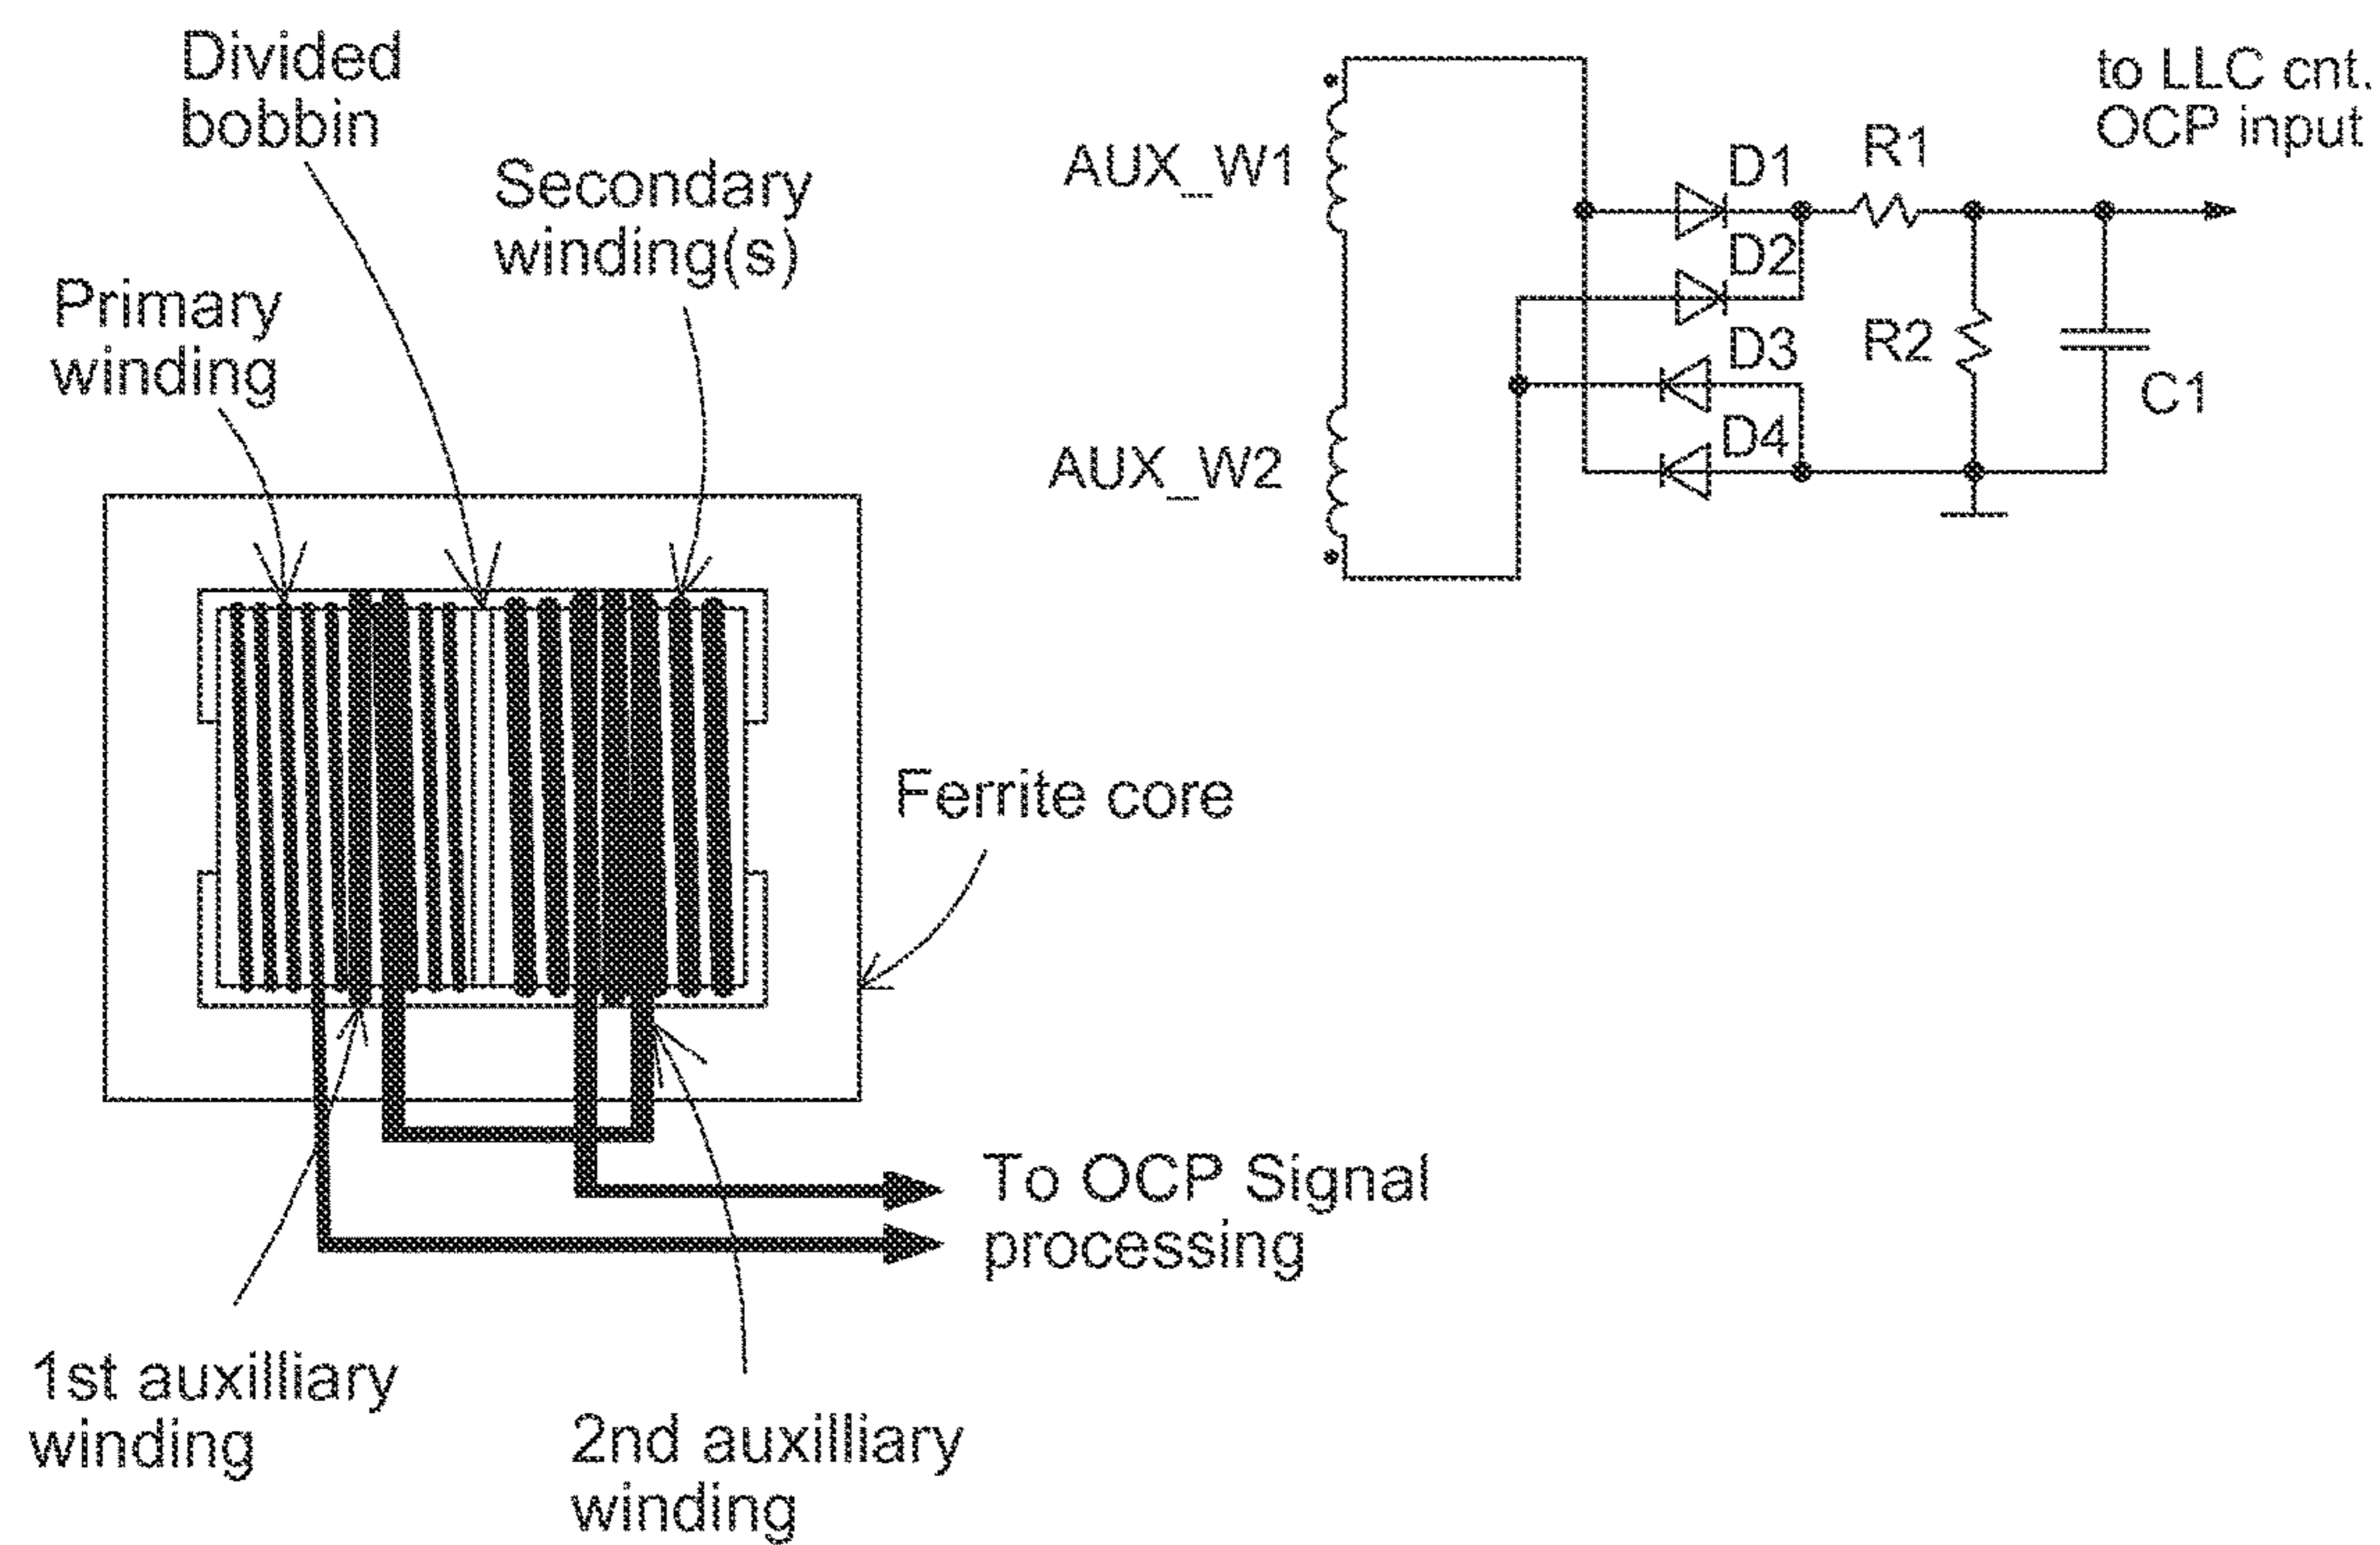 Divided
bobbin
Secondary
winding(s)
Primary
winding
Ferrite core
To OCP Signal
processing
1st auxilliary
winding
2nd auxilliary
winding
to LLC cnt.
OCP input
AUX_W1
AUX_W2
D1
R1
D2
D3
R2
D4
C1